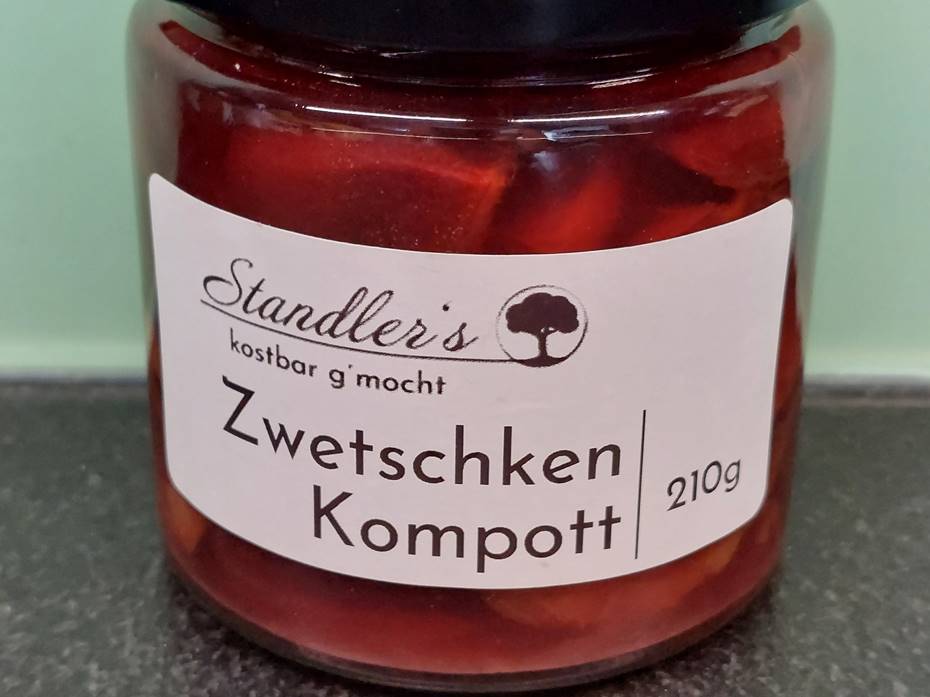 Standler's
kostbar g'mocht
Zwetschken
Kompott
210g